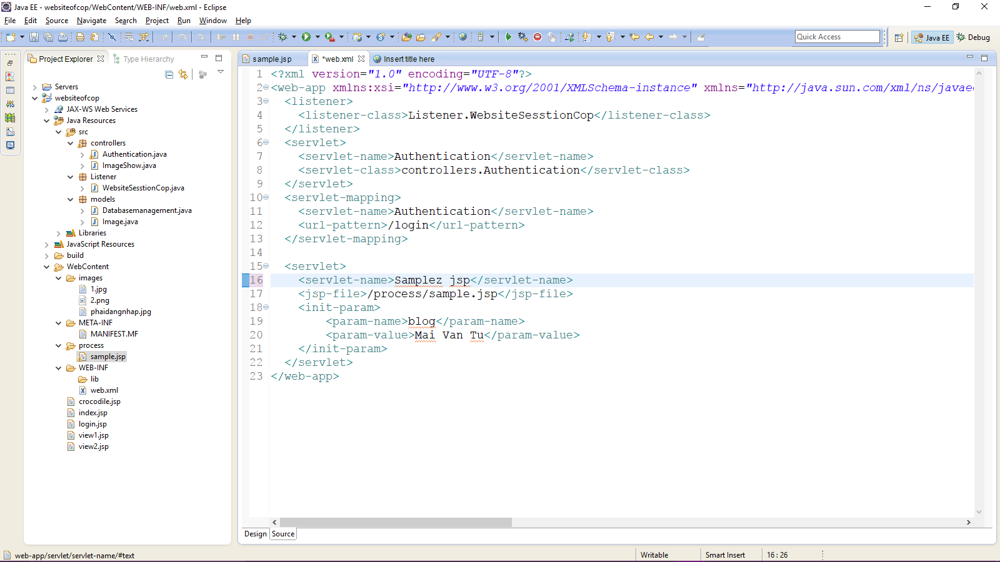 Java EE - websiteofcop/WebContent/WEB-INF/web.xml - Eclipse
File Edit Source Navigate Search Project Run Window Help
Quick Access
Java EE
Debug
Project Explorer
Type Hierarchy
Servers
websiteofcop
JAX-WS Web Services
Java Resources
src
controllers
Authentication.java
ImageShow.java
Listener
WebsiteSesstionCop.java
models
Databasemanagement.java
Image.java
Libraries
JavaScript Resources
build
WebContent
images
1.jpg
2.png
phaidangnhap.jpg
META-INF
MANIFEST.MF
process
sample.jsp
WEB-INF
lib
web.xml
crocodile.jsp
index.jsp
login.jsp
view1.jsp
view2.jsp
sample.jsp
*web.xml
Insert title here
1 <?xml version="1.0" encoding="UTF-8"?>
2 <web-app xmlns:xsi="http://www.w3.org/2001/XMLSchema-instance" xmlns="http://java.sun.com/xml/ns/javae
3 <listener>
4 <listener-class>Listener.WebsiteSesstionCop</listener-class>
5 </listener>
6 <servlet>
7 <servlet-name>Authentication</servlet-name>
8 <servlet-class>controllers.Authentication</servlet-class>
9 </servlet>
10 <servlet-mapping>
11 <servlet-name>Authentication</servlet-name>
12 <url-pattern>/login</url-pattern>
13 </servlet-mapping>
14
15 <servlet>
16 <servlet-name>Samplez jsp</servlet-name>
17 <jsp-file>/process/sample.jsp</jsp-file>
18 <init-param>
19 <param-name>blog</param-name>
20 <param-value>Mai Van Tu</param-value>
21 </init-param>
22 </servlet>
23 </web-app>
Design Source
web-app/servlet/servlet-name/#text
Writable
Smart Insert
16 : 26